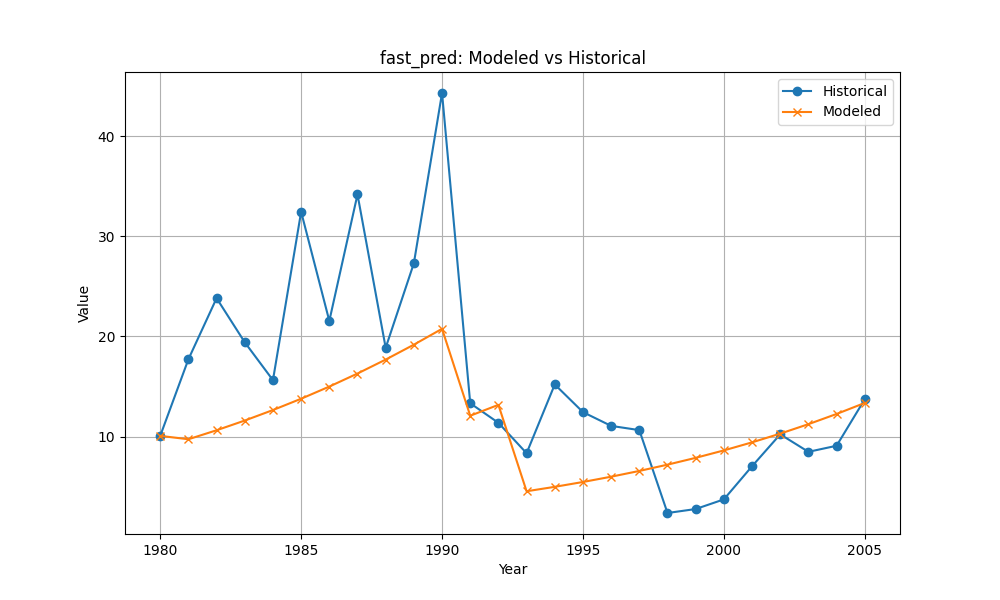 fast_pred: Modeled vs Historical
Historical
Modeled
Value
40
30
20
10
1980 1985 1990 1995 2000 2005
Year